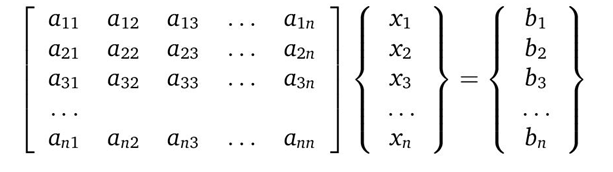 [ a₁₁ a₁₂ a₁₃ … a₁ₙ ] { x₁ } = { b₁ }
[ a₂₁ a₂₂ a₂₃ … a₂ₙ ] { x₂ } = { b₂ }
[ a₃₁ a₃₂ a₃₃ … a₃ₙ ] { x₃ } = { b₃ }
[ … ] { … } = { … }
[ aₙ₁ aₙ₂ aₙ₃ … aₙₙ ] { xₙ } = { bₙ }